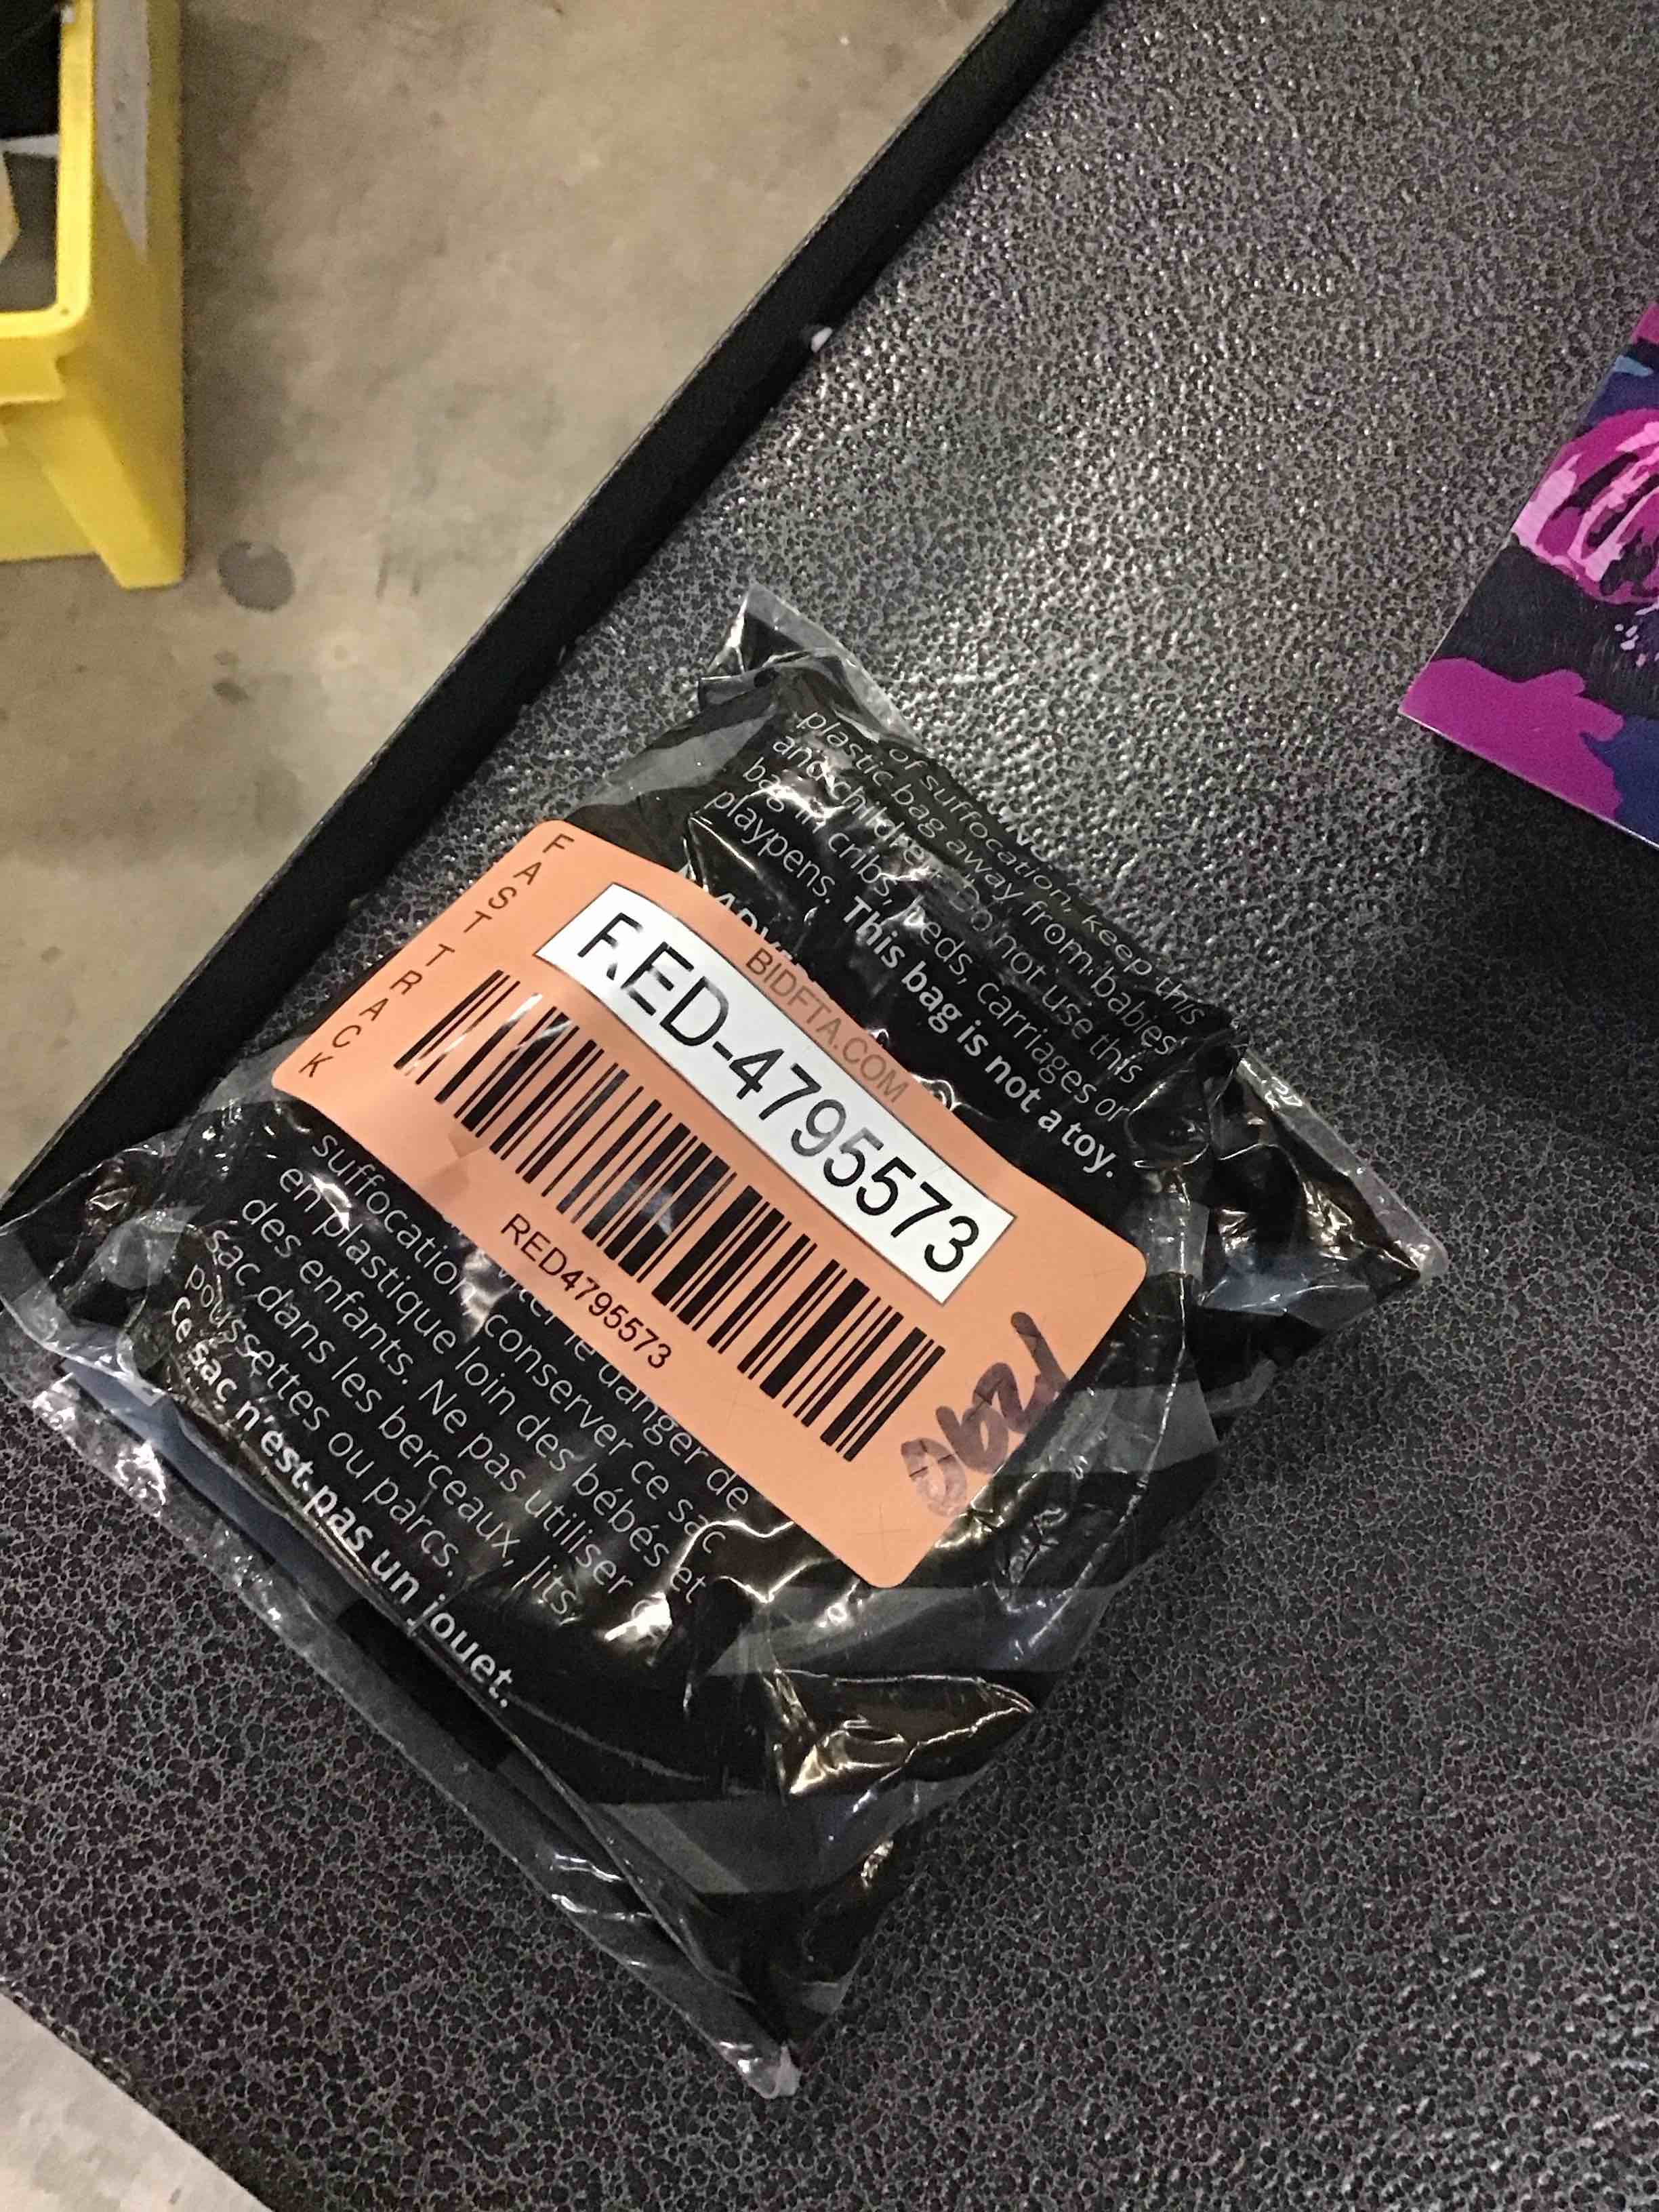 of suffocation, keep this
plastic bag away from babies
and children. Do not use this
bag in cribs, beds, carriages or
playpens. This bag is not a toy.
FAST TRACK
BIDFTA.COM
RED-4795573
RED4795573
suffocation, le danger de
en plastique conserver ce sac
des enfants. loin des bébés et
sac dans les Ne pas utiliser
poussettes ou berceaux, lits,
parcs.
Ce sac n'est pas un jouet.